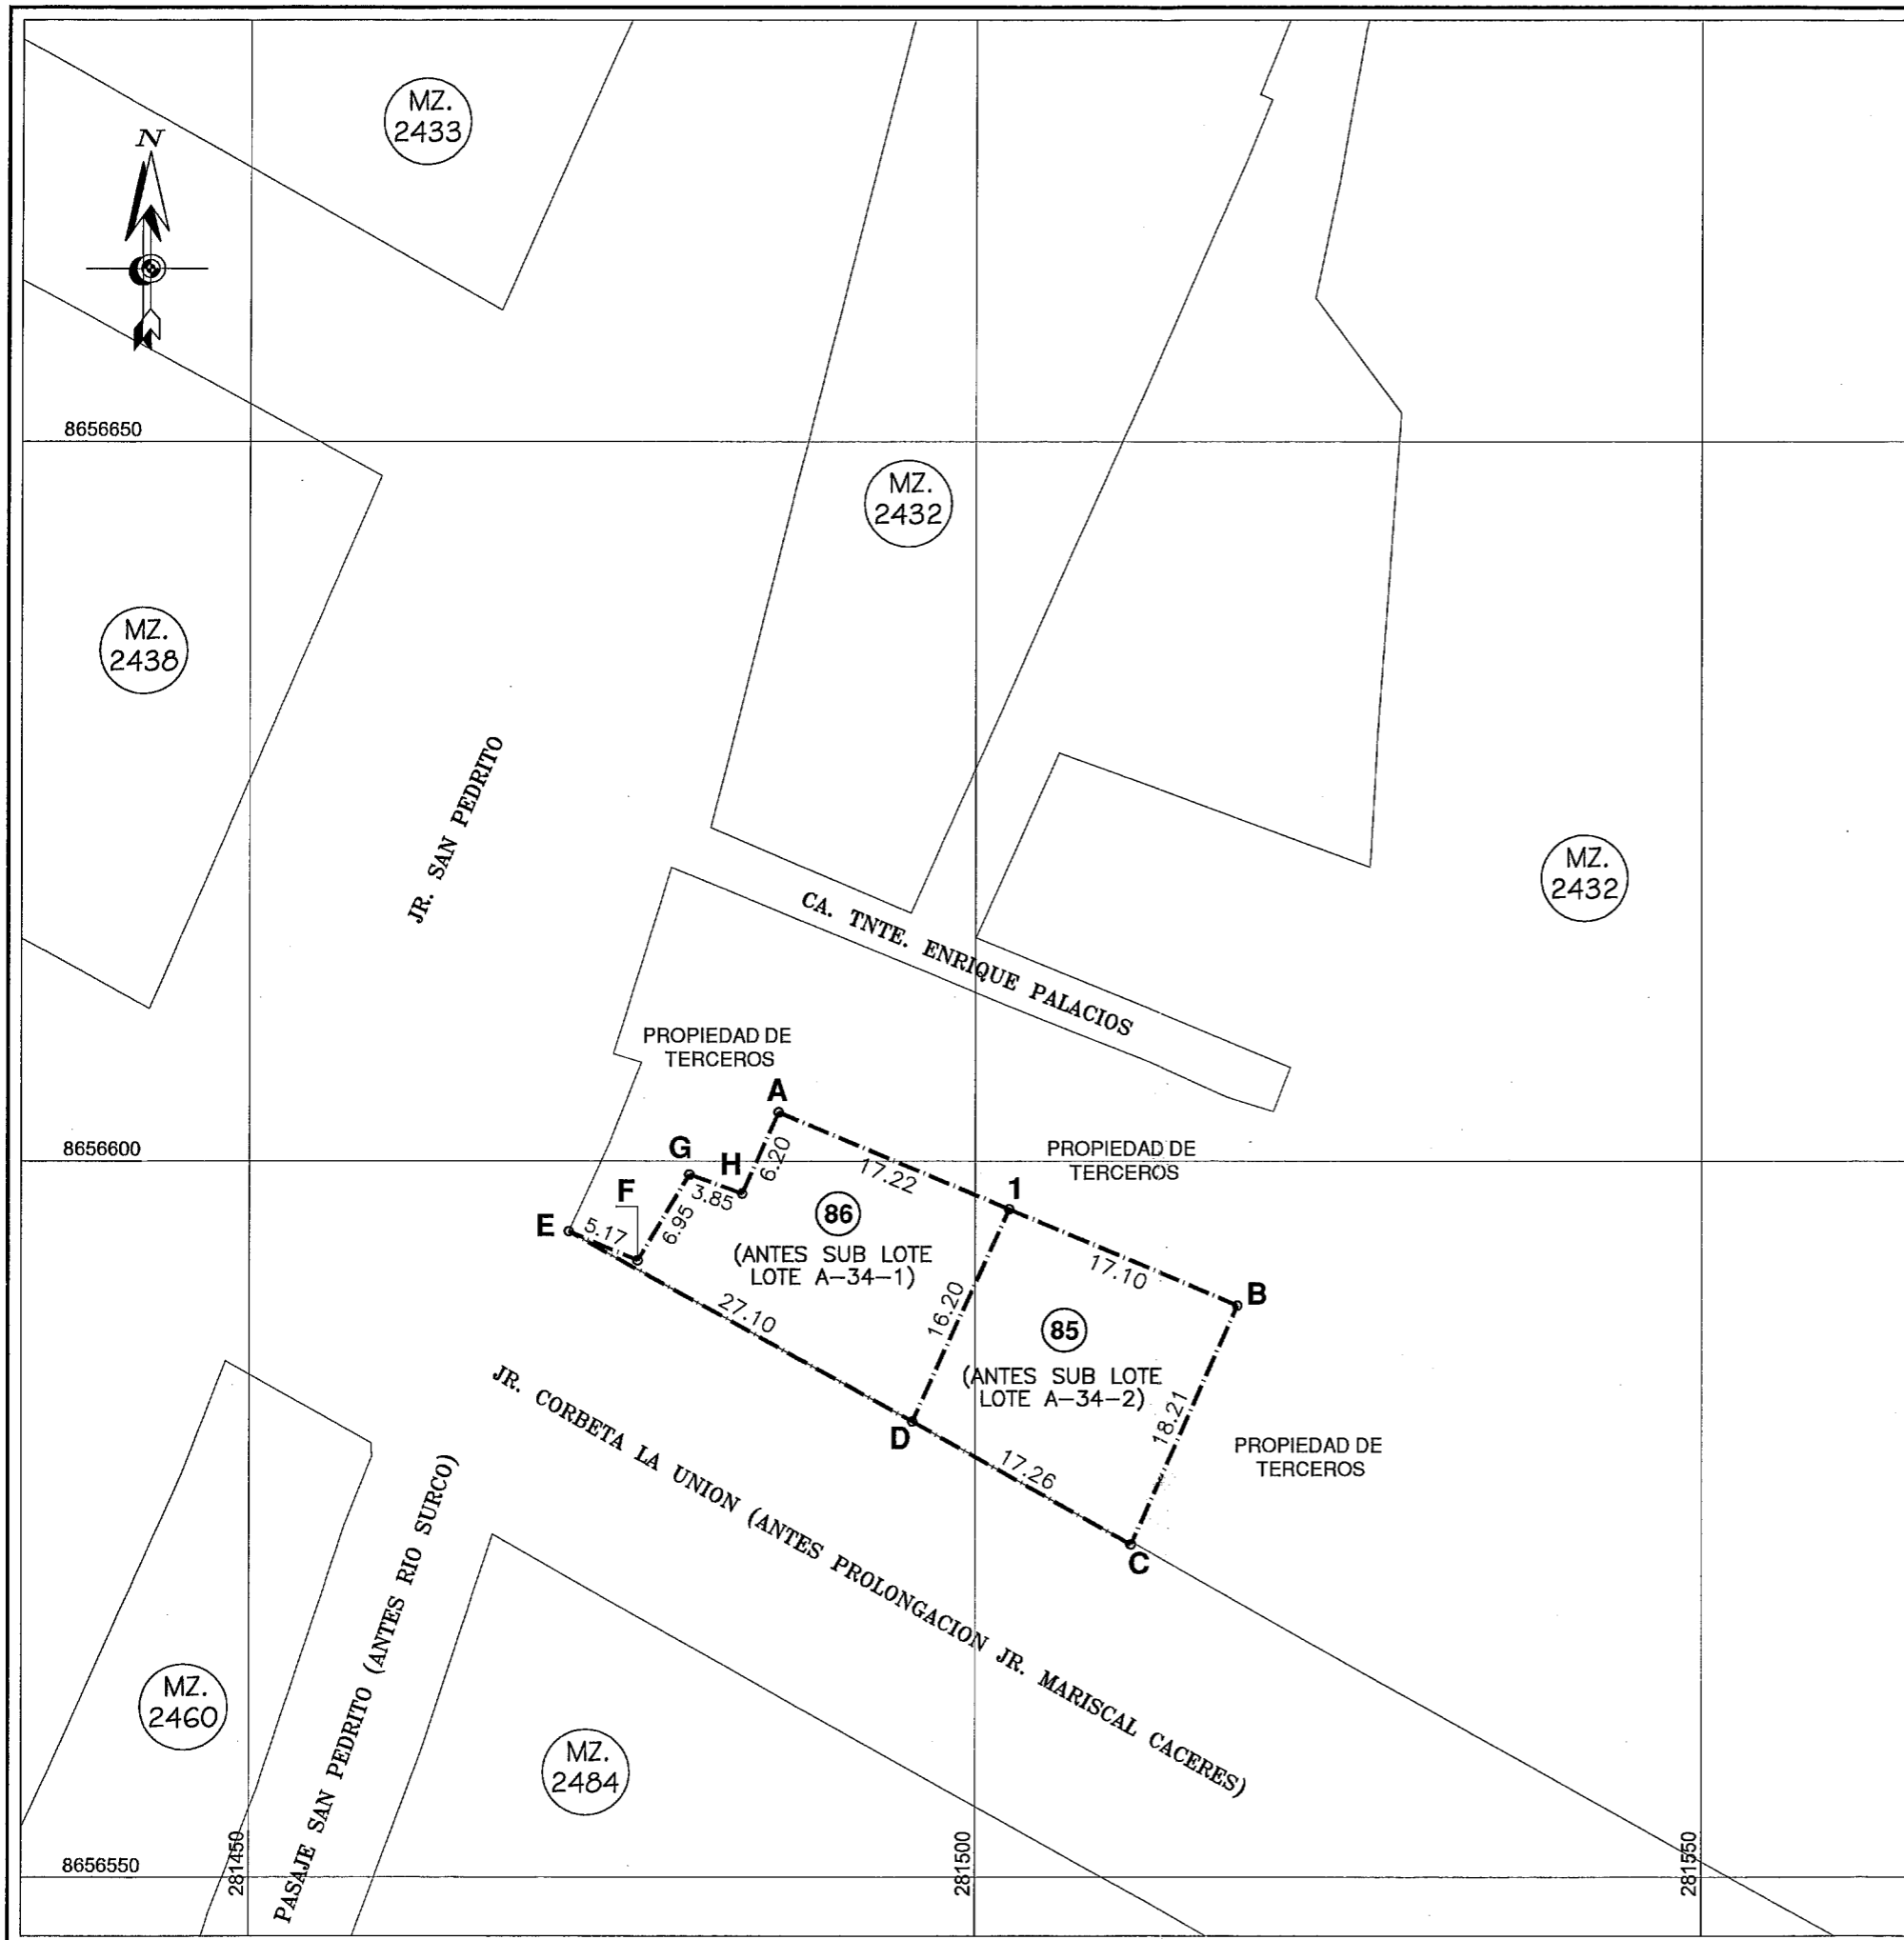 MZ.
2433
N
8656650
MZ.
2432
MZ.
2438
JR. SAN PEDRITO
MZ.
2432
CA. TNTE. ENRIQUE PALACIOS
PROPIEDAD DE
TERCEROS
A
8656600
G
H
6.20
17.22
PROPIEDAD DE
TERCEROS
1
F
3.85
E
5.17
6.95
86
(ANTES SUB LOTE
LOTE A-34-1)
17.10
B
27.10
16.20
85
(ANTES SUB LOTE
LOTE A-34-2)
18.21
D
17.26
PROPIEDAD DE
TERCEROS
C
JR. CORBETA LA UNION (ANTES PROLONGACION JR. MARISCAL CACERES)
PASAJE SAN PEDRITO (ANTES RIO SURCO)
MZ.
2460
MZ.
2484
8656550
281450
281500
281550